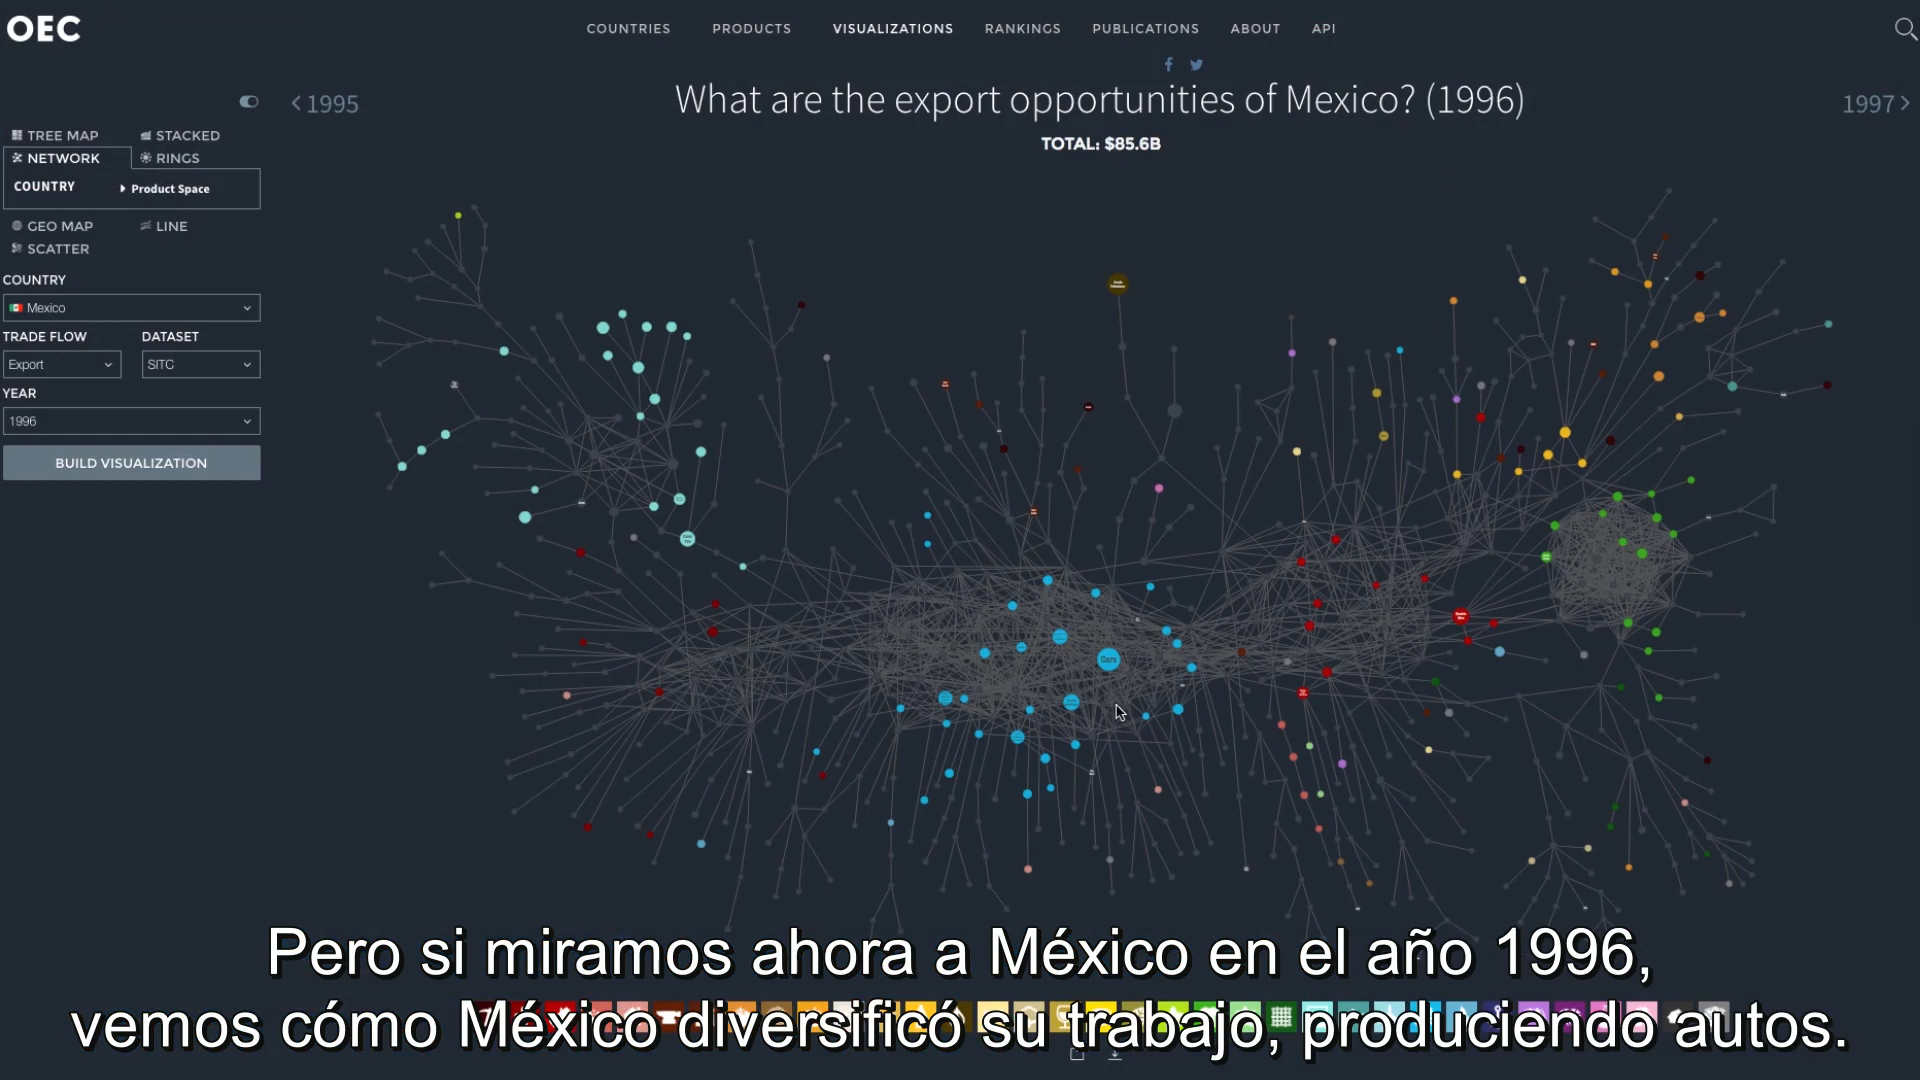 OEC
COUNTRIES PRODUCTS VISUALIZATIONS RANKINGS PUBLICATIONS ABOUT API
1995
What are the export opportunities of Mexico? (1996)
1997
TOTAL: $85.6B
TREE MAP STACKED
NETWORK RINGS
COUNTRY Product Space
GEO MAP LINE
SCATTER
COUNTRY
Mexico
TRADE FLOW DATASET
Export SITC
YEAR
1996
BUILD VISUALIZATION
Cars
Pero si miramos ahora a México en el año 1996,
vemos cómo México diversificó su trabajo, produciendo autos.